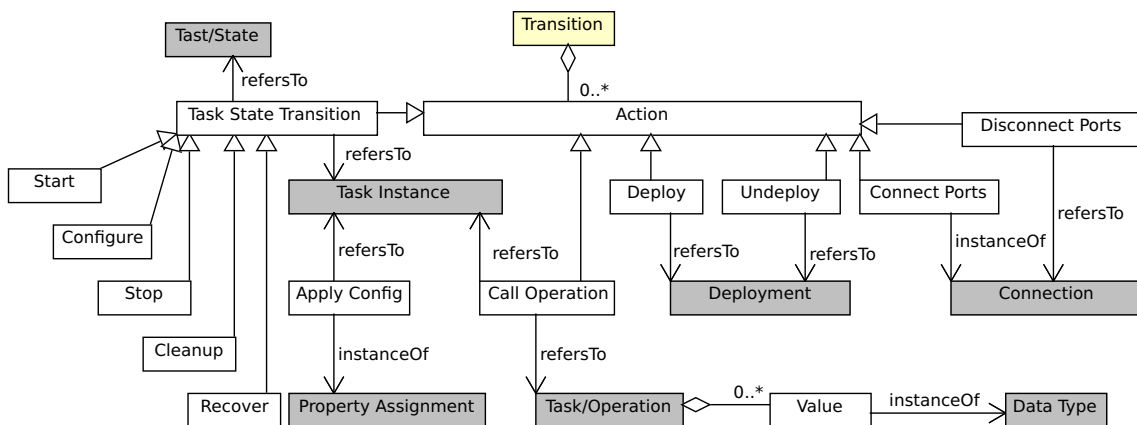 Transition
Tast/State
refersTo
0..*
Task State Transition
Action
Disconnect Ports
refersTo
Start
Task Instance
Deploy
Undeploy
Connect Ports
refersTo
Configure
refersTo
refersTo
refersTo
refersTo
instanceOf
Stop
Apply Config
Call Operation
Deployment
Connection
Cleanup
instanceOf
refersTo
0..*
Recover
Property Assignment
Task/Operation
Value
instanceOf
Data Type